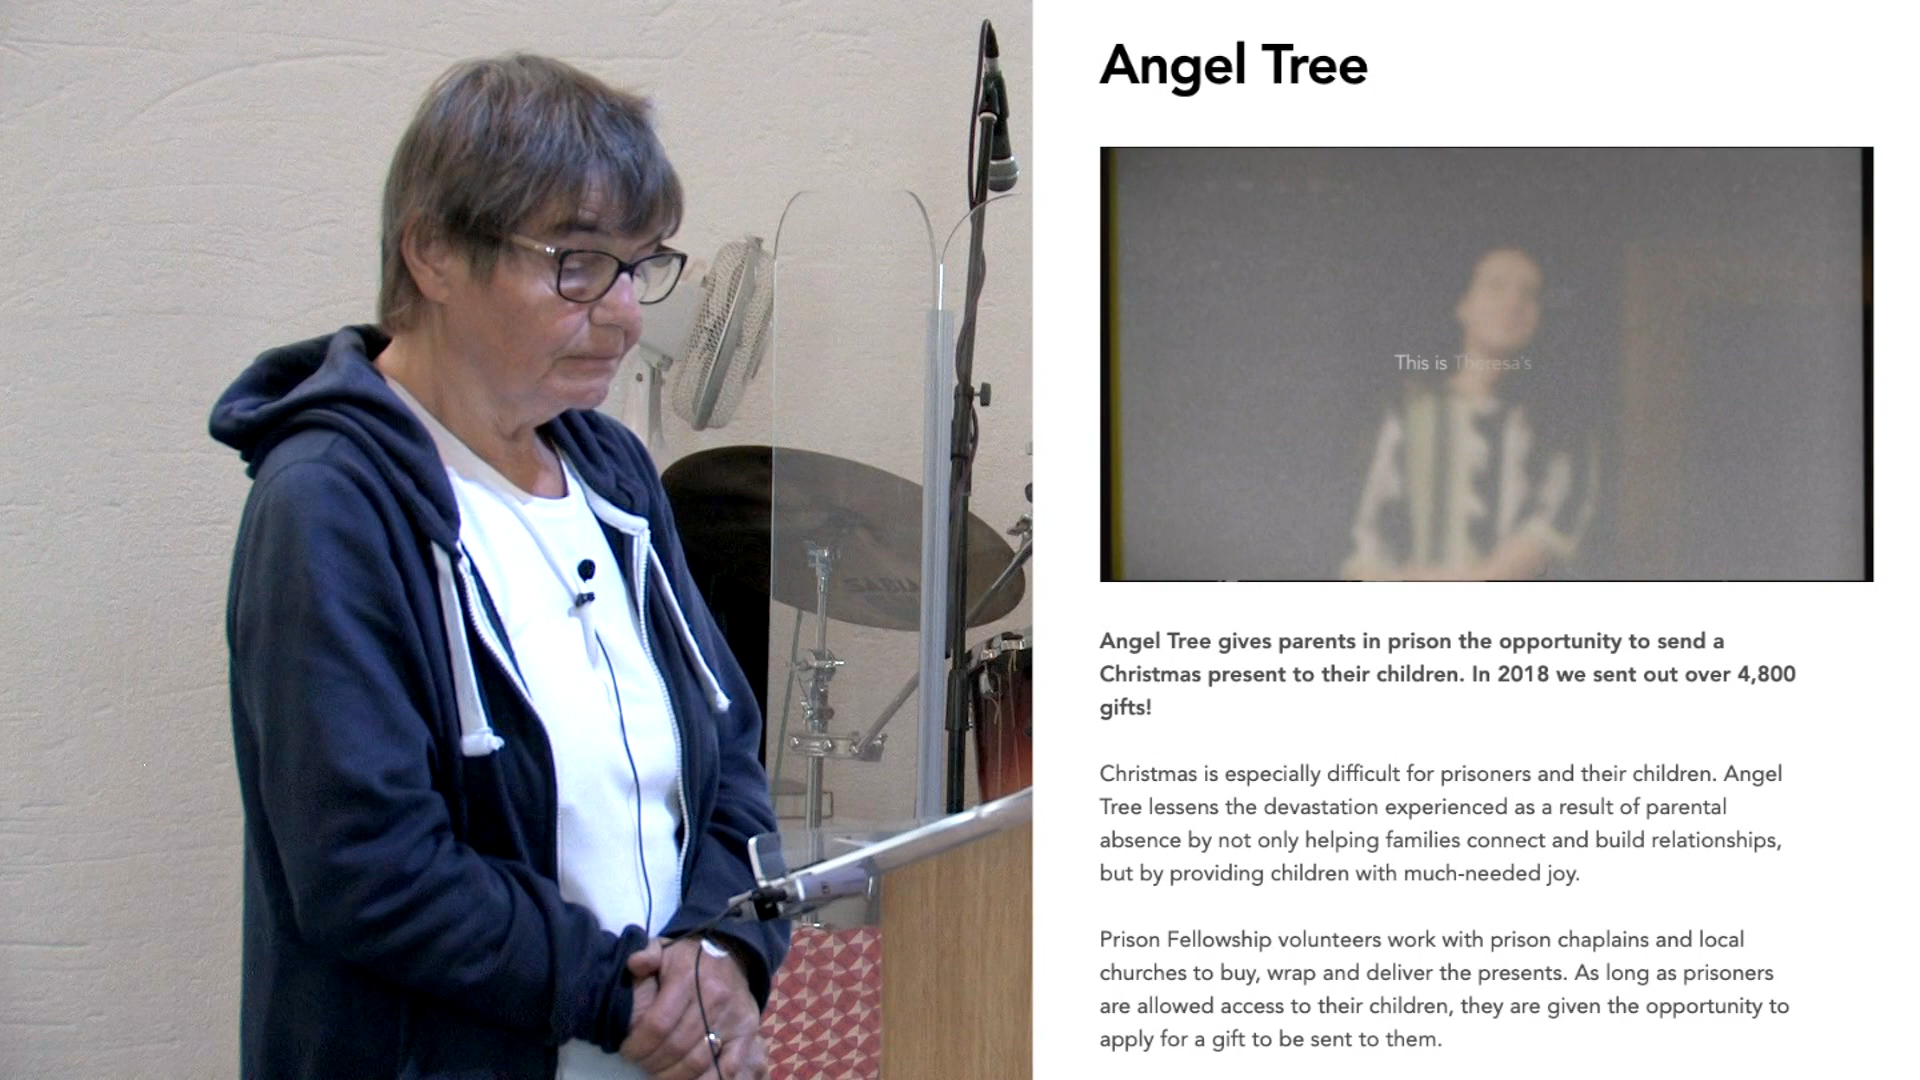 Angel Tree
This is Theresa's
SABIA
Angel Tree gives parents in prison the opportunity to send a
Christmas present to their children. In 2018 we sent out over 4,800
gifts!
Christmas is especially difficult for prisoners and their children. Angel
Tree lessens the devastation experienced as a result of parental
absence by not only helping families connect and build relationships,
but by providing children with much-needed joy.
Prison Fellowship volunteers work with prison chaplains and local
churches to buy, wrap and deliver the presents. As long as prisoners
are allowed access to their children, they are given the opportunity to
apply for a gift to be sent to them.